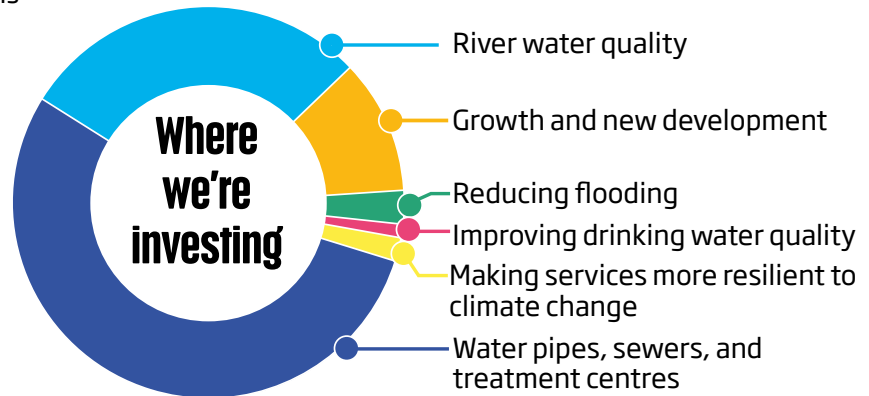 Where
we're
investing
River water quality
Growth and new development
Reducing flooding
Improving drinking water quality
Making services more resilient to
climate change
Water pipes, sewers, and
treatment centres